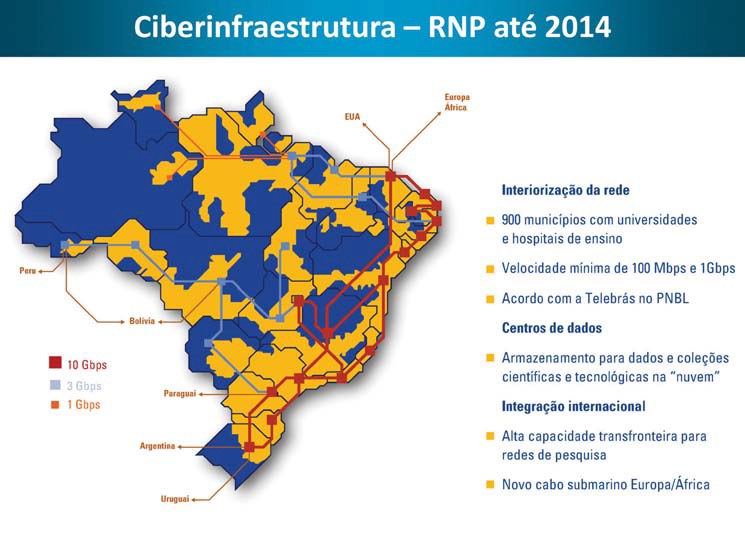 Ciberinfraestrutura – RNP até 2014
Europa
África
EUA
Peru
Bolívia
Paraguai
Argentina
Uruguai
10 Gbps
3 Gbps
1 Gbps
Interiorização da rede
900 municípios com universidades
e hospitais de ensino
Velocidade mínima de 100 Mbps e 1Gbps
Acordo com a Telebrás no PNBL
Centros de dados
Armazenamento para dados e coleções
científicas e tecnológicas na “nuvem”
Integração internacional
Alta capacidade transfronteira para
redes de pesquisa
Novo cabo submarino Europa/África